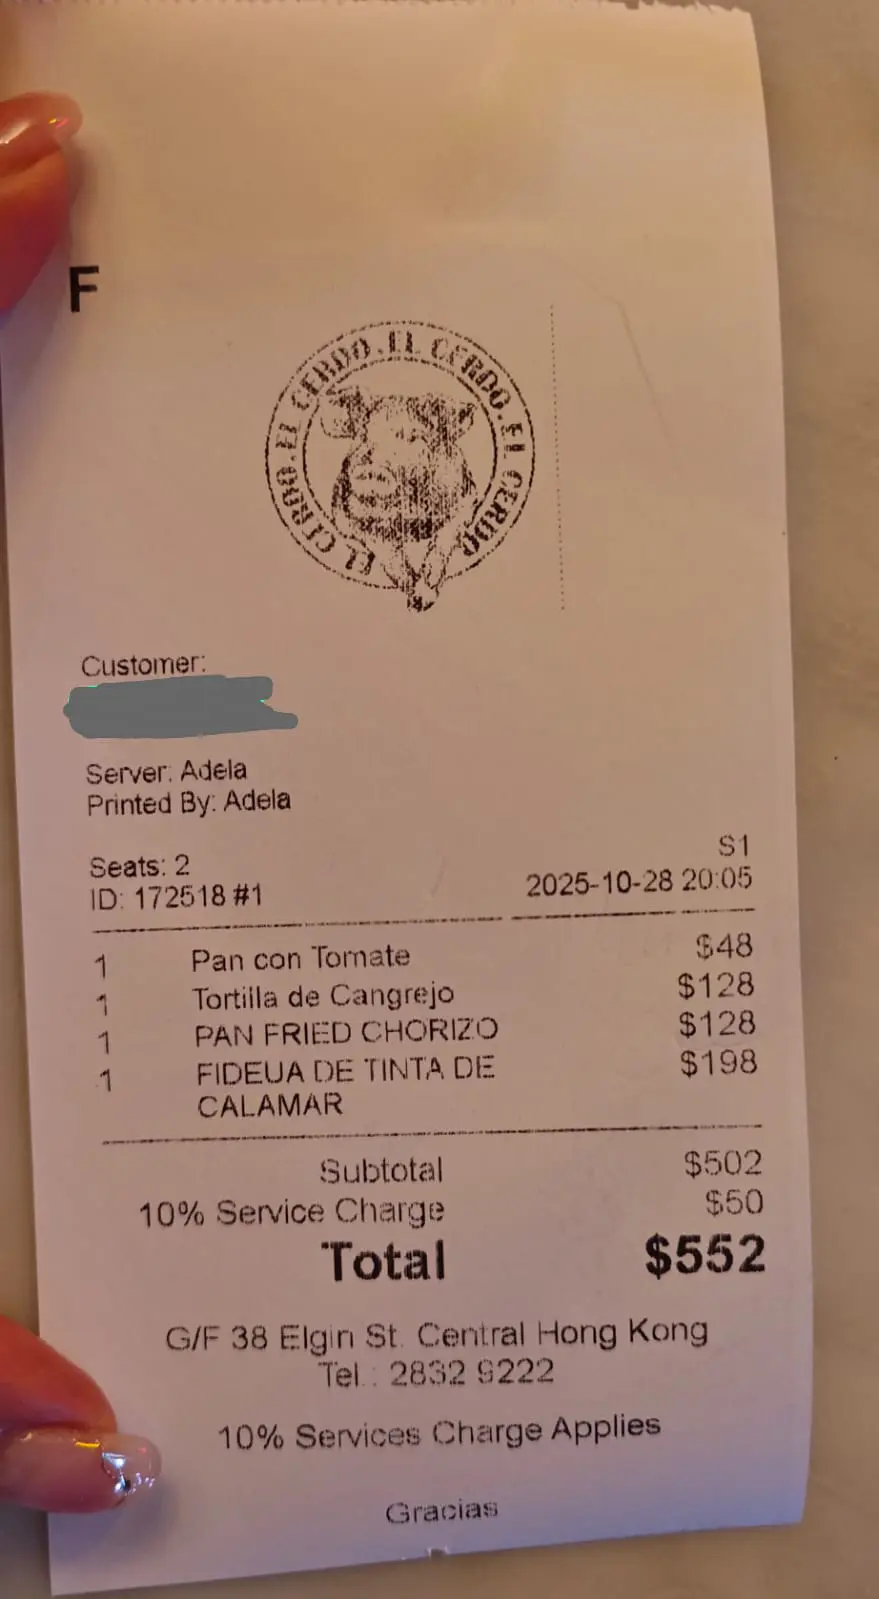 F
EL CERDO. EL CERDO. EL CERDO. EL CERDO. EL CERDO
Customer:
Server: Adela
Printed By: Adela
S1
Seats: 2
ID: 172518 #1 2025-10-28 20:05
1 Pan con Tomate $48
1 Tortilla de Cangrejo $128
1 PAN FRIED CHORIZO $128
1 FIDEUA DE TINTA DE $198
CALAMAR
Subtotal $502
10% Service Charge $50
Total $552
G/F 38 Elgin St. Central Hong Kong
Tel.: 2832 9222
10% Services Charge Applies
Gracias